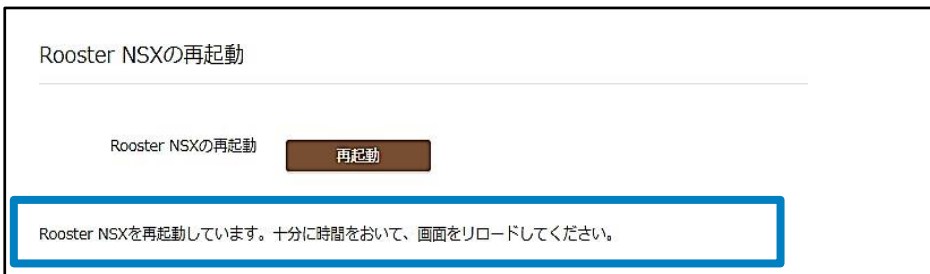 Rooster NSXの再起動
Rooster NSXの再起動
再起動
Rooster NSXを再起動しています。十分に時間をおいて、画面をリロードしてください。